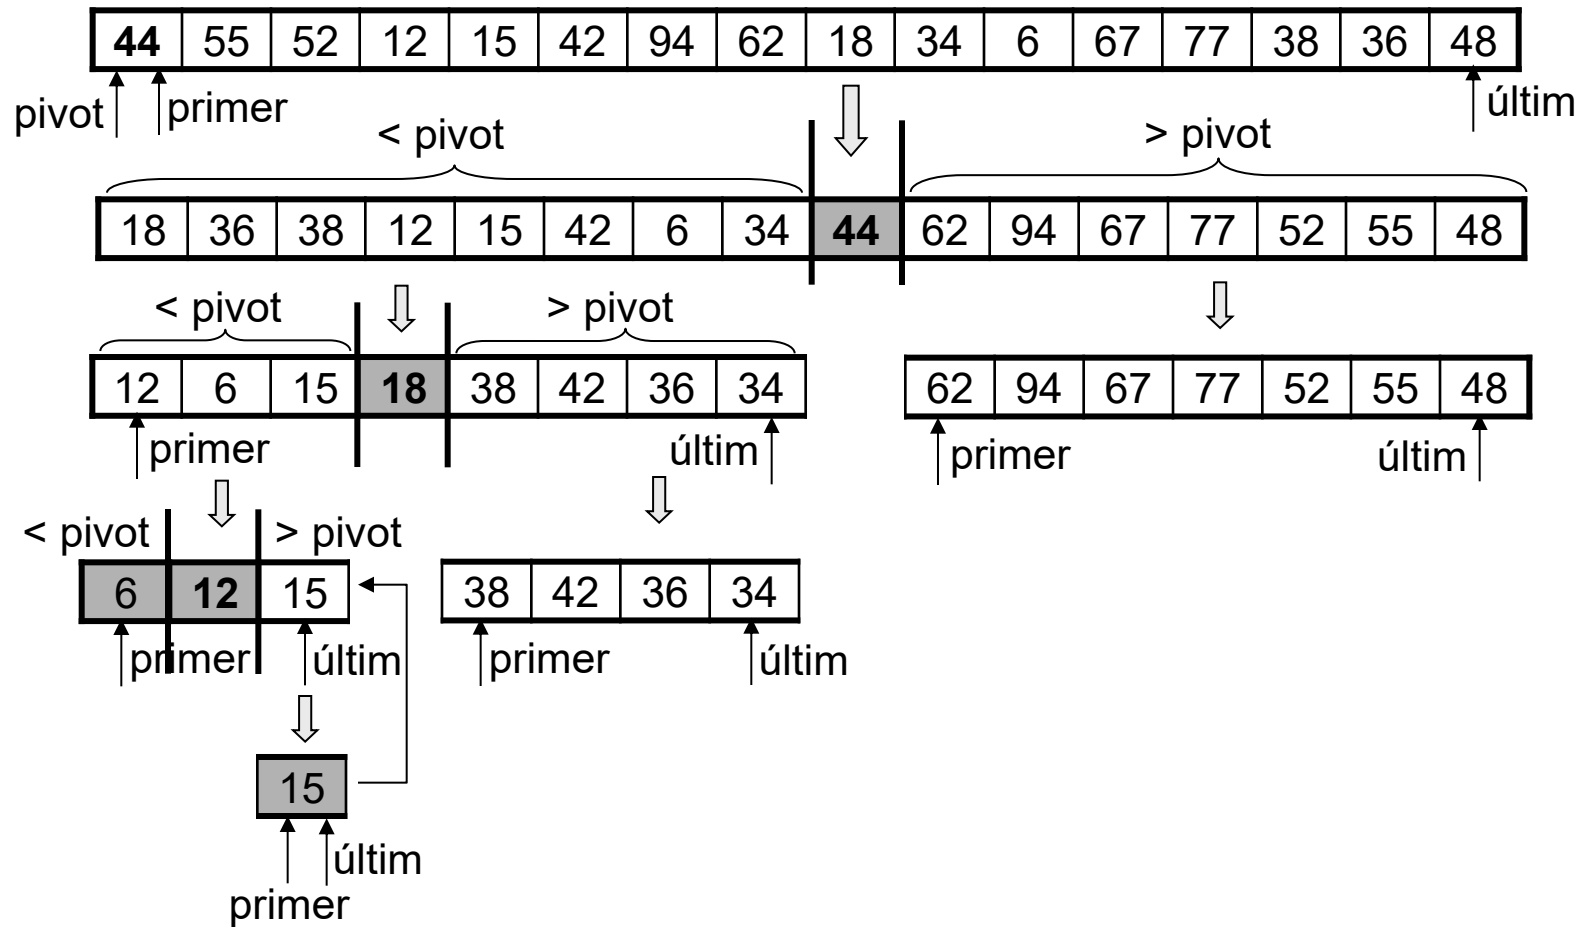 44 55 52 12 15 42 94 62 18 34 6 67 77 38 36 48
pivot primer últim
< pivot > pivot
18 36 38 12 15 42 6 34 44 62 94 67 77 52 55 48
< pivot > pivot
12 6 15 18 38 42 36 34 62 94 67 77 52 55 48
primer últim primer últim
< pivot > pivot
6 12 15 38 42 36 34
primer últim primer últim
15
últim
primer